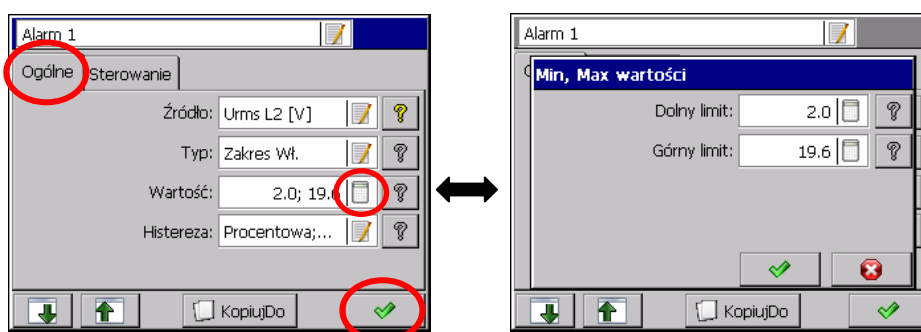 Alarm 1
Ogólne Sterowanie
Źródło: Urms L2 [V]
Typ: Zakres Wł.
Wartość: 2.0; 19.6
Histereza: Procentowa;...
KopiujDo
Alarm 1
Min, Max wartości
Dolny limit: 2.0
Górny limit: 19.6
KopiujDo